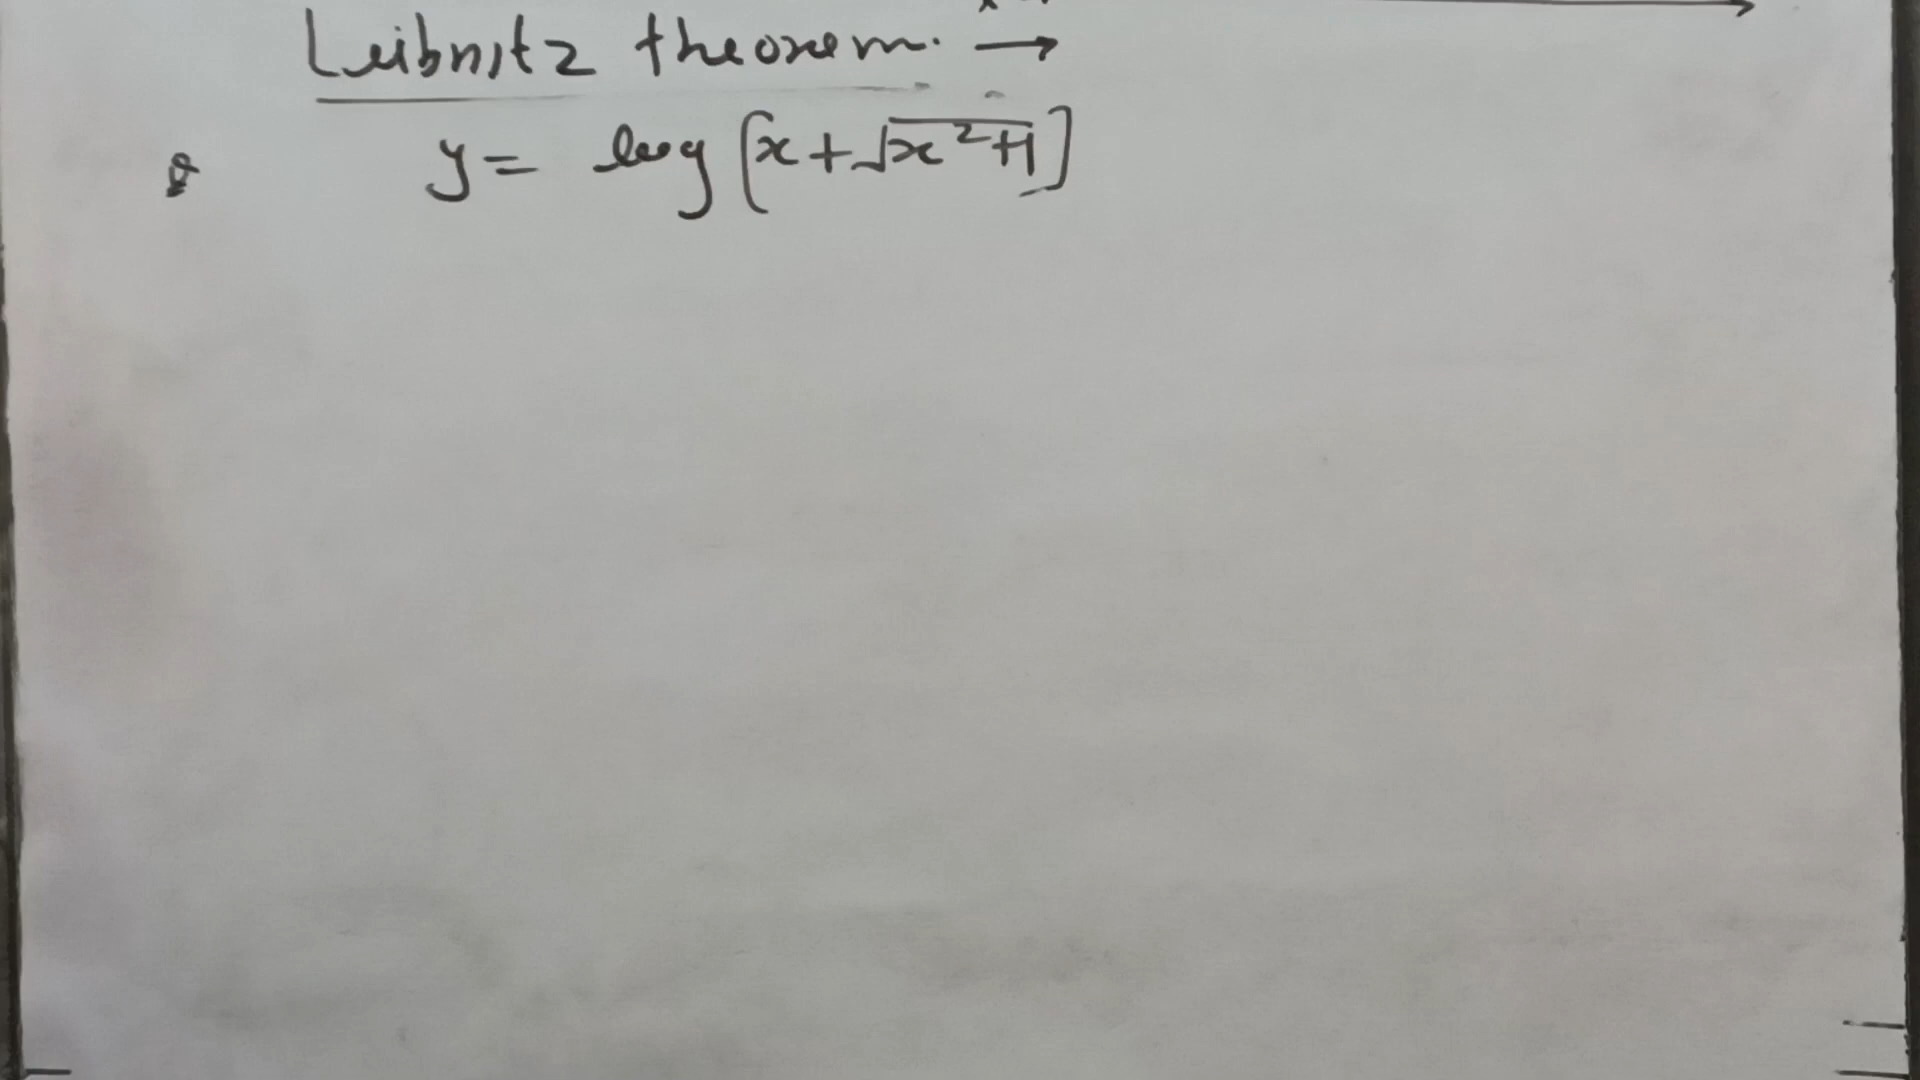 Leibnitz theorem. →
y = log [x + √x²+1]